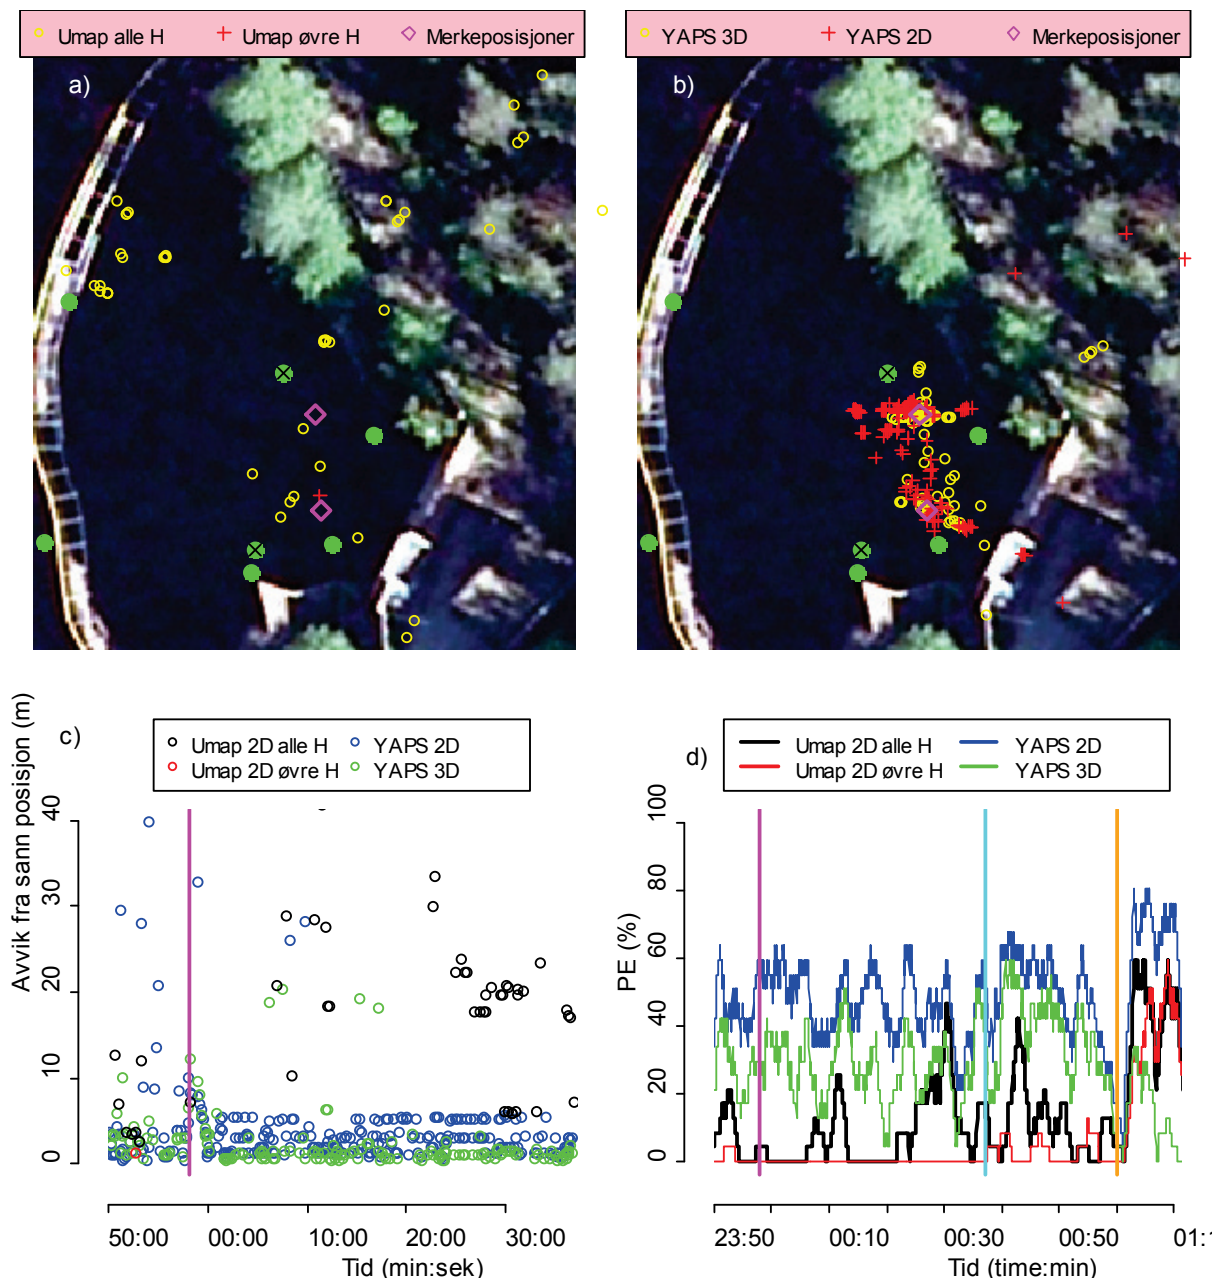 Umap alle H Umap øvre H Merkeposisjoner
YAPS 3D YAPS 2D Merkeposisjoner
a)
b)
c)
Umap 2D alle H YAPS 2D
Umap 2D øvre H YAPS 3D
Avvik fra sann posisjon (m)
0 10 20 30 40
50:00 00:00 10:00 20:00 30:00
Tid (min:sek)
d)
Umap 2D alle H YAPS 2D
Umap 2D øvre H YAPS 3D
PE (%)
0 20 40 60 80 100
23:50 00:10 00:30 00:50 01:
Tid (time:min)